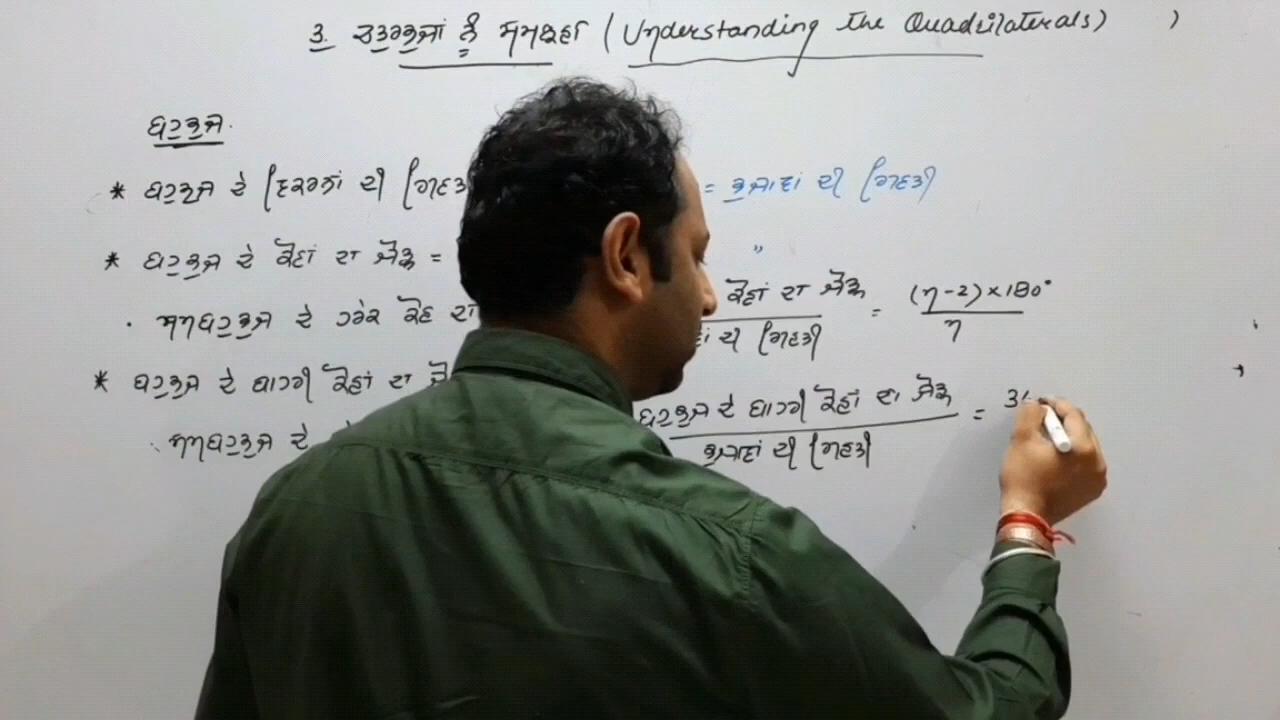 3. ਚਤੁਰਭੁਜਾਂ ਨੂੰ ਸਮਝਣਾ (Understanding the Quadrilaterals)
ਬਹੁਭੁਜ.
* ਬਹੁਭੁਜ ਦੇ ਵਿਕਰਨਾਂ ਦੀ ਗਿਣਤੀ = ਭੁਜਾਵਾਂ ਦੀ ਗਿਣਤੀ
* ਬਹੁਭੁਜ ਦੇ ਕੋਣਾਂ ਦਾ ਜੋੜ = "
. ਸਮਬਹੁਭੁਜ ਦੇ ਹਰੇਕ ਕੋਣ ਦਾ ਕੋਣਾਂ ਦਾ ਜੋੜ = (n-2)×180°
ਦੀ ਗਿਣਤੀ n
* ਬਹੁਭੁਜ ਦੇ ਬਾਹਰੀ ਕੋਣਾਂ ਦਾ ਬਹੁਭੁਜ ਦੇ ਬਾਹਰੀ ਕੋਣਾਂ ਦਾ ਜੋੜ = 36
. ਸਮਬਹੁਭੁਜ ਦੇ ਭੁਜਾਵਾਂ ਦੀ ਗਿਣਤੀ